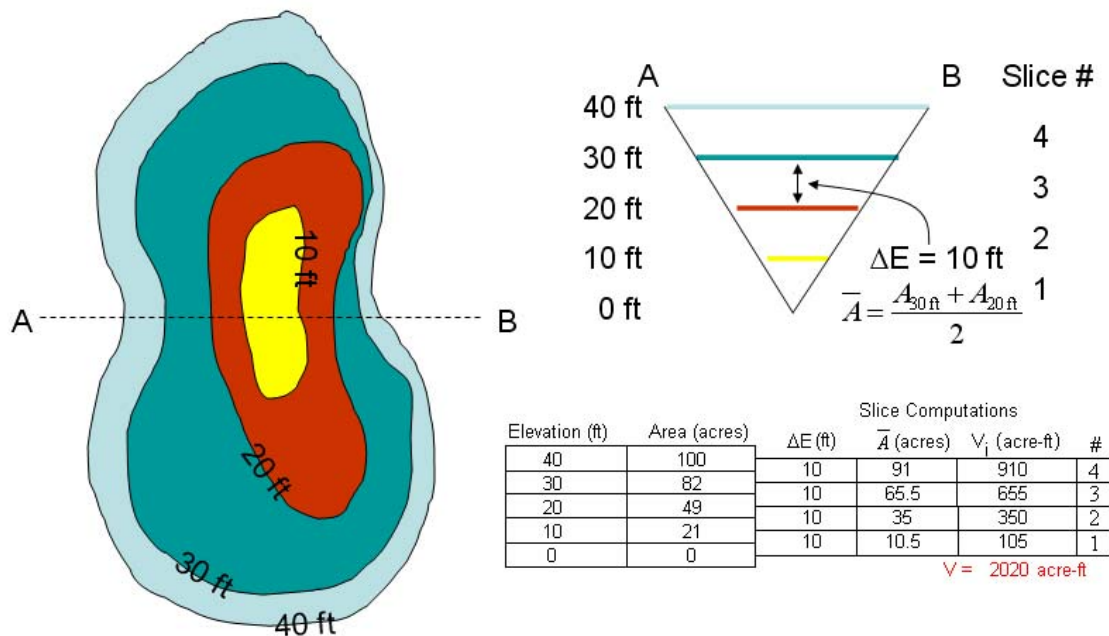 A B
10 ft
20 ft
30 ft
40 ft
A B Slice #
40 ft
4
30 ft
3
20 ft
2
10 ft
ΔE = 10 ft
1
0 ft
A̅ = (A30 ft + A20 ft) / 2
Slice Computations
Elevation (ft) Area (acres) ΔE (ft) A̅ (acres) Vi (acre-ft) #
40 100
10 91 910 4
30 82
10 65.5 655 3
20 49
10 35 350 2
10 21
10 10.5 105 1
0 0
V = 2020 acre-ft